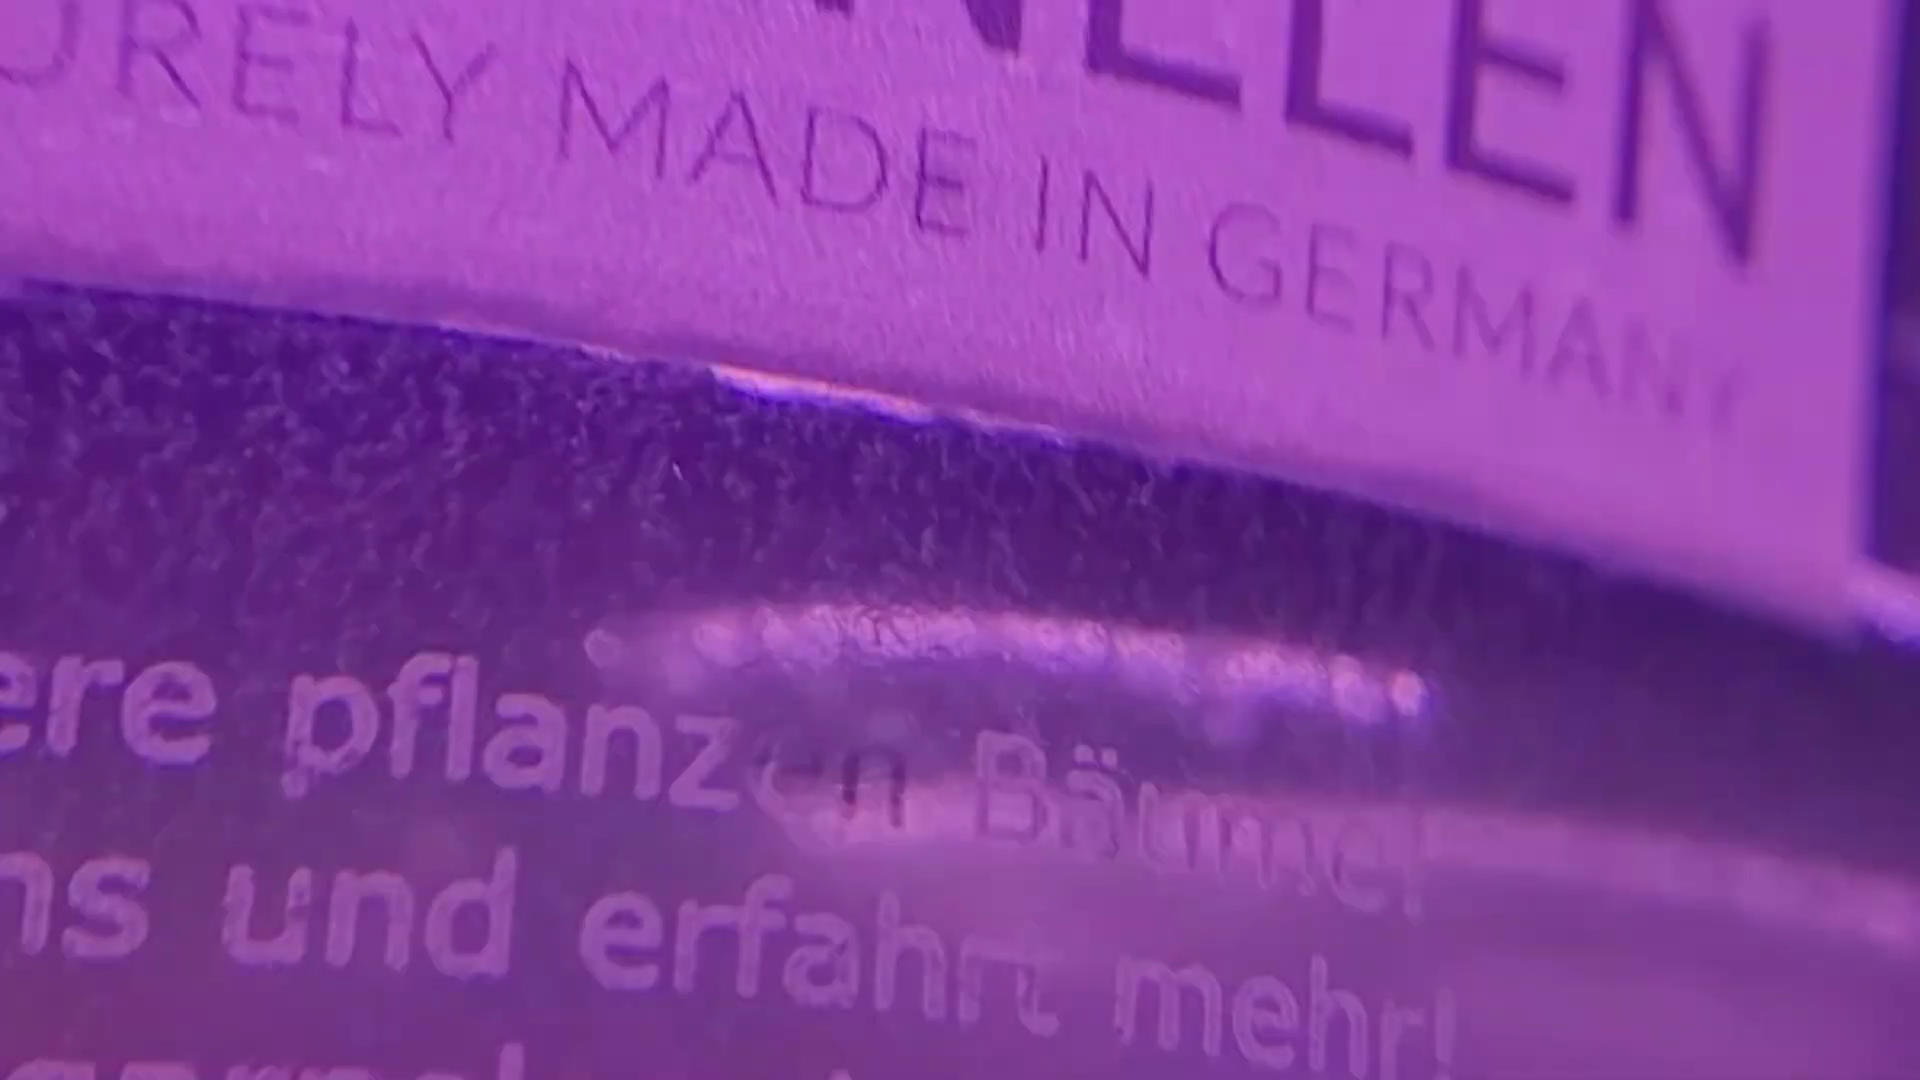 NELLEN
URELY MADE IN GERMANY
ere pflanzen Bäume!
ns und erfahrt mehr!